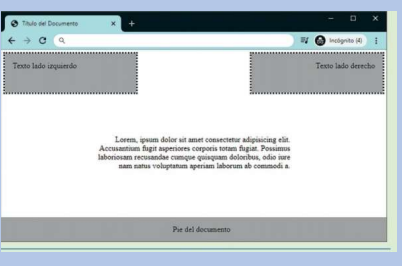 Título del Documento
Incógnito (4)
Texto lado izquierdo
Texto lado derecho
Lorem, ipsum dolor sit amet consectetur adipisicing elit.
Accusantium fugit asperiores corporis totam fugiat. Possimus
laboriosam recusandae cumque quisquam doloribus, odio iure
nam natus voluptatum aperiam laborum ab commodi a.
Pie del documento